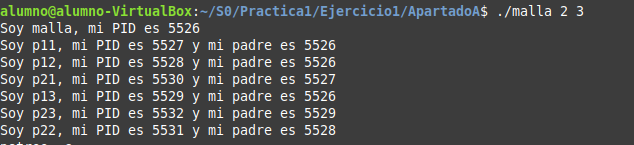 alumno@alumno-VirtualBox:~/SO/Practica1/Ejercicio1/ApartadoA$ ./malla 2 3
Soy malla, mi PID es 5526
Soy p11, mi PID es 5527 y mi padre es 5526
Soy p12, mi PID es 5528 y mi padre es 5526
Soy p21, mi PID es 5530 y mi padre es 5527
Soy p13, mi PID es 5529 y mi padre es 5526
Soy p23, mi PID es 5532 y mi padre es 5529
Soy p22, mi PID es 5531 y mi padre es 5528